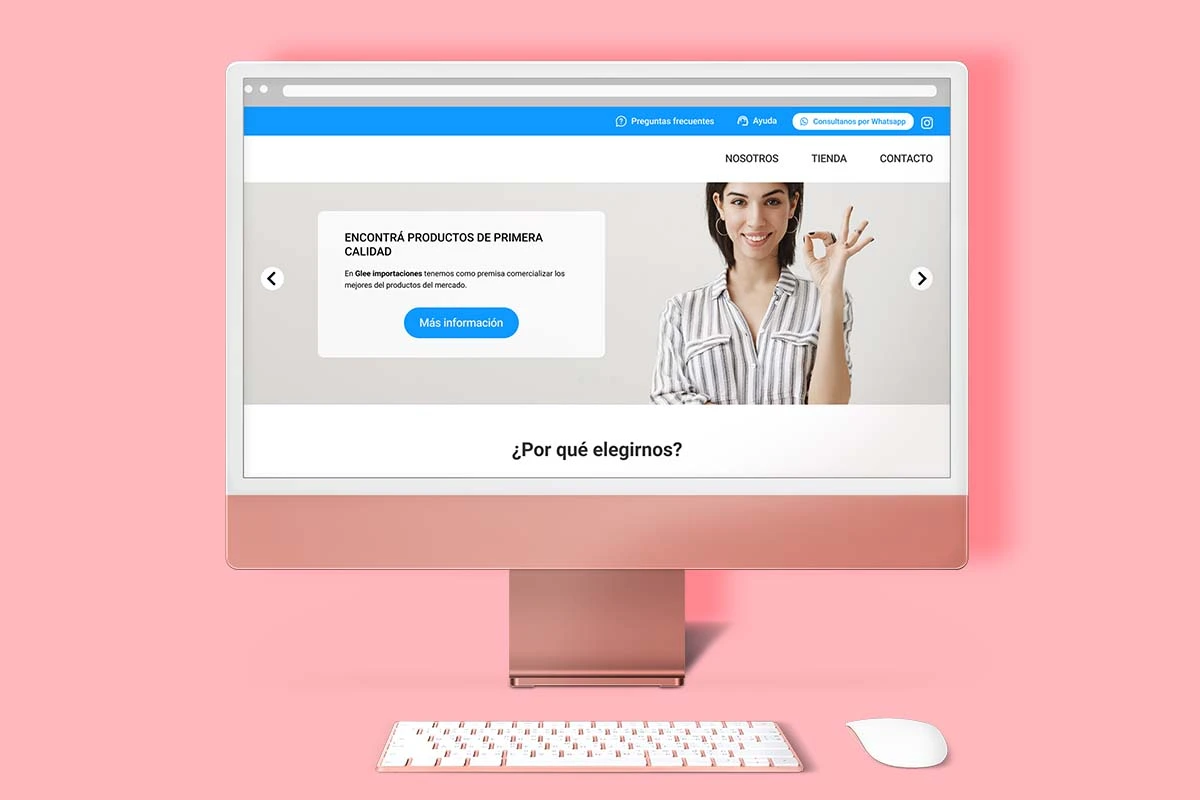 Preguntas frecuentes
Ayuda
Consultanos por Whatsapp
NOSOTROS
TIENDA
CONTACTO
ENCONTRÁ PRODUCTOS DE PRIMERA
CALIDAD
En Glee importaciones tenemos como premisa comercializar los
mejores del productos del mercado.
Más información
¿Por qué elegirnos?